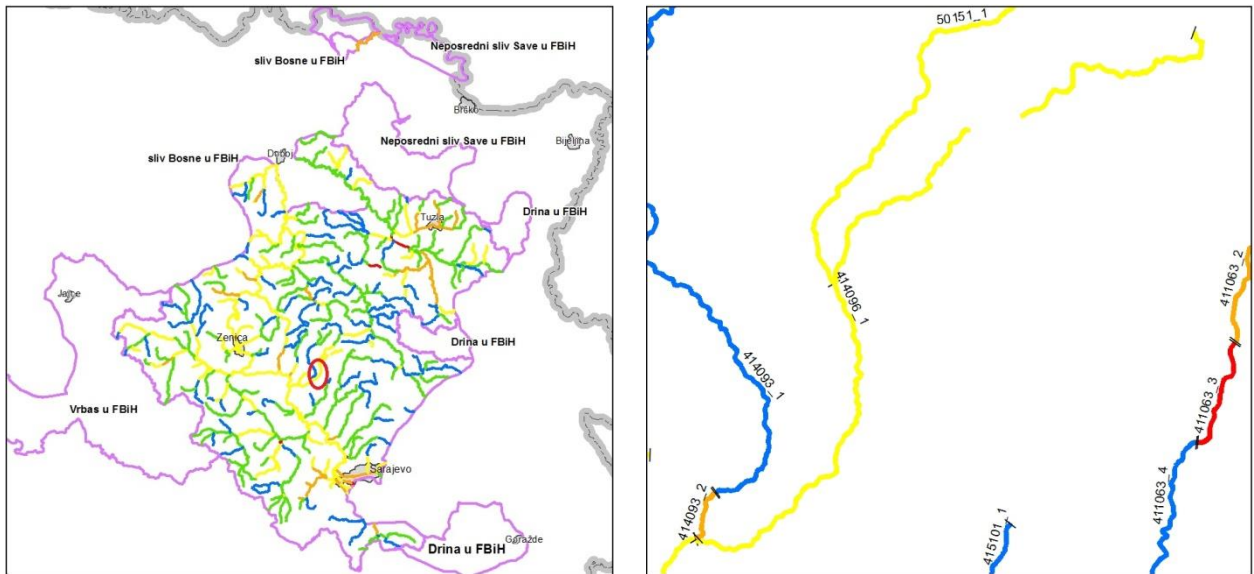 Neposredni sliv Save u FBiH
sliv Bosne u FBiH
Brčko
Neposredni sliv Save u FBiH
Bijeljina
sliv Bosne u FBiH
Doboj
Drina u FBiH
Tuzla
Jajce
Zenica
Drina u FBiH
Vrbas u FBiH
Sarajevo
Drina u FBiH
Goražde
50151_1
414096_1
411063_2
414093_1
411063_3
414093_2
411063_4
415101_1